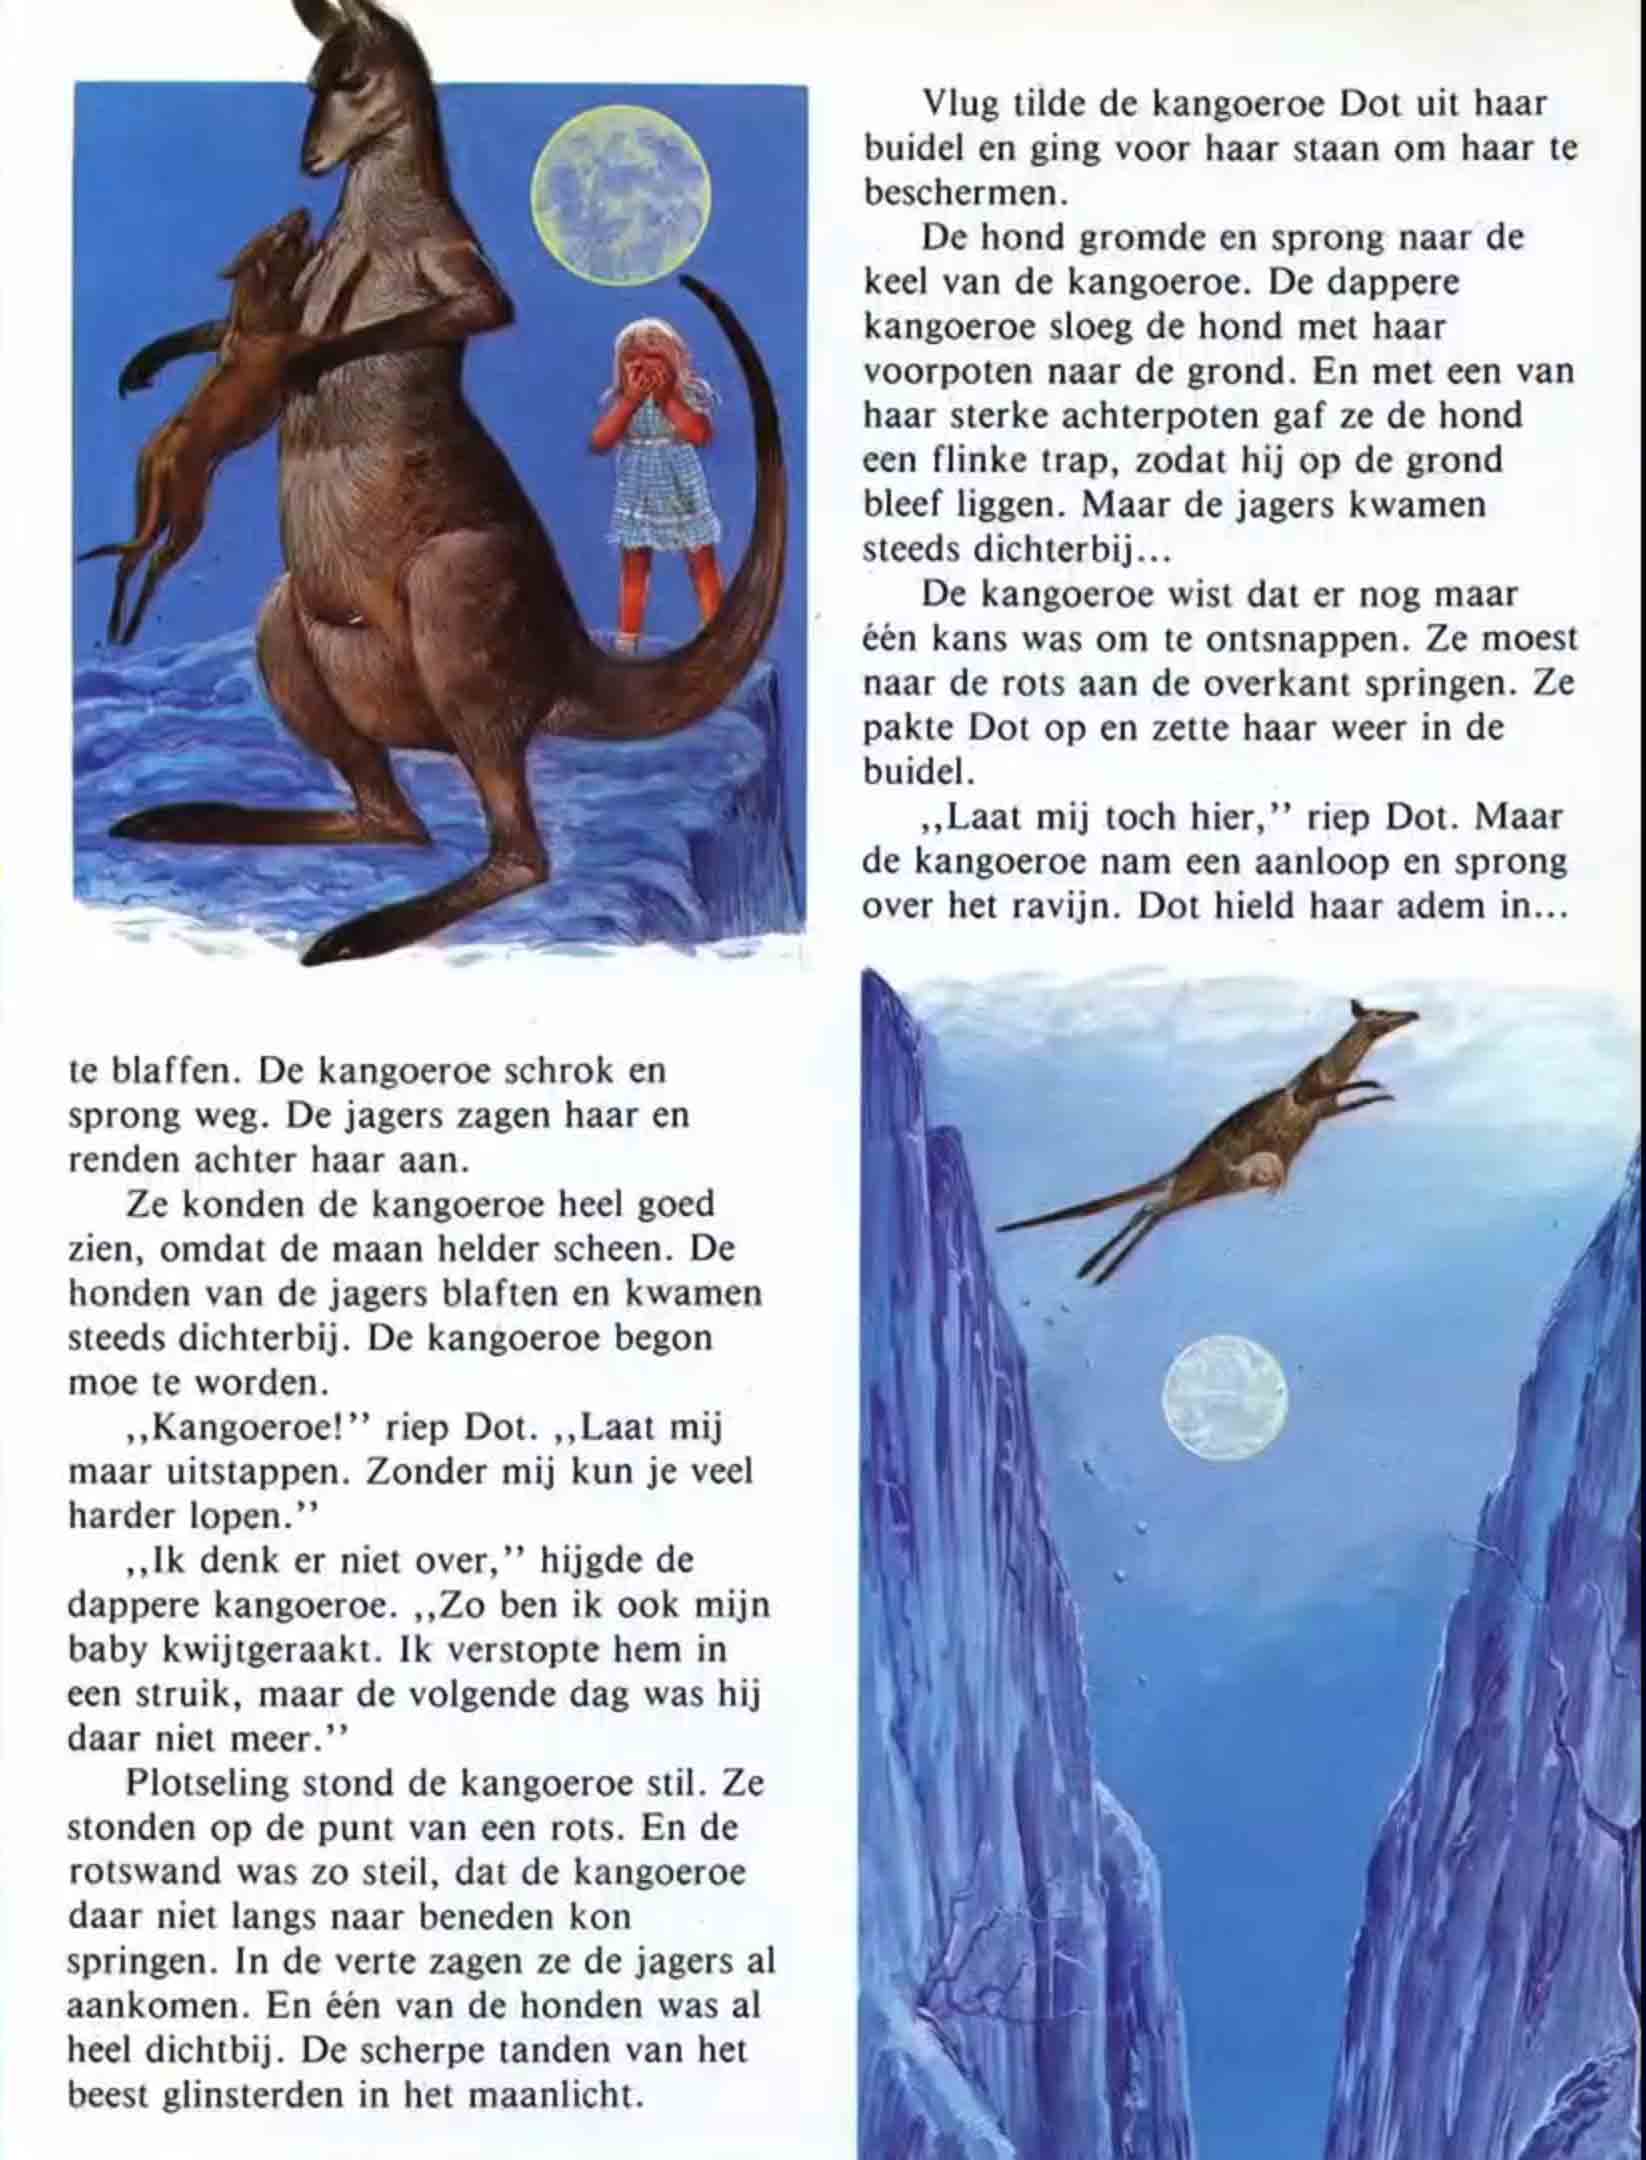 te blaffen. De kangoeroe schrok en
sprong weg. De jagers zagen haar en
renden achter haar aan.
Ze konden de kangoeroe heel goed
zien, omdat de maan helder scheen. De
honden van de jagers blaften en kwamen
steeds dichterbij. De kangoeroe begon
moe te worden.
,,Kangoeroe!’’ riep Dot. ,,Laat mij
maar uitstappen. Zonder mij kun je veel
harder lopen.’’
,,Ik denk er niet over,’’ hijgde de
dappere kangoeroe. ,,Zo ben ik ook mijn
baby kwijtgeraakt. Ik verstopte hem in
een struik, maar de volgende dag was hij
daar niet meer.’’
Plotseling stond de kangoeroe stil. Ze
stonden op de punt van een rots. En de
rotswand was zo steil, dat de kangoeroe
daar niet langs naar beneden kon
springen. In de verte zagen ze de jagers al
aankomen. En één van de honden was al
heel dichtbij. De scherpe tanden van het
beest glinsterden in het maanlicht.
Vlug tilde de kangoeroe Dot uit haar
buidel en ging voor haar staan om haar te
beschermen.
De hond gromde en sprong naar de
keel van de kangoeroe. De dappere
kangoeroe sloeg de hond met haar
voorpoten naar de grond. En met een van
haar sterke achterpoten gaf ze de hond
een flinke trap, zodat hij op de grond
bleef liggen. Maar de jagers kwamen
steeds dichterbij...
De kangoeroe wist dat er nog maar
één kans was om te ontsnappen. Ze moest
naar de rots aan de overkant springen. Ze
pakte Dot op en zette haar weer in de
buidel.
,,Laat mij toch hier,’’ riep Dot. Maar
de kangoeroe nam een aanloop en sprong
over het ravijn. Dot hield haar adem in...